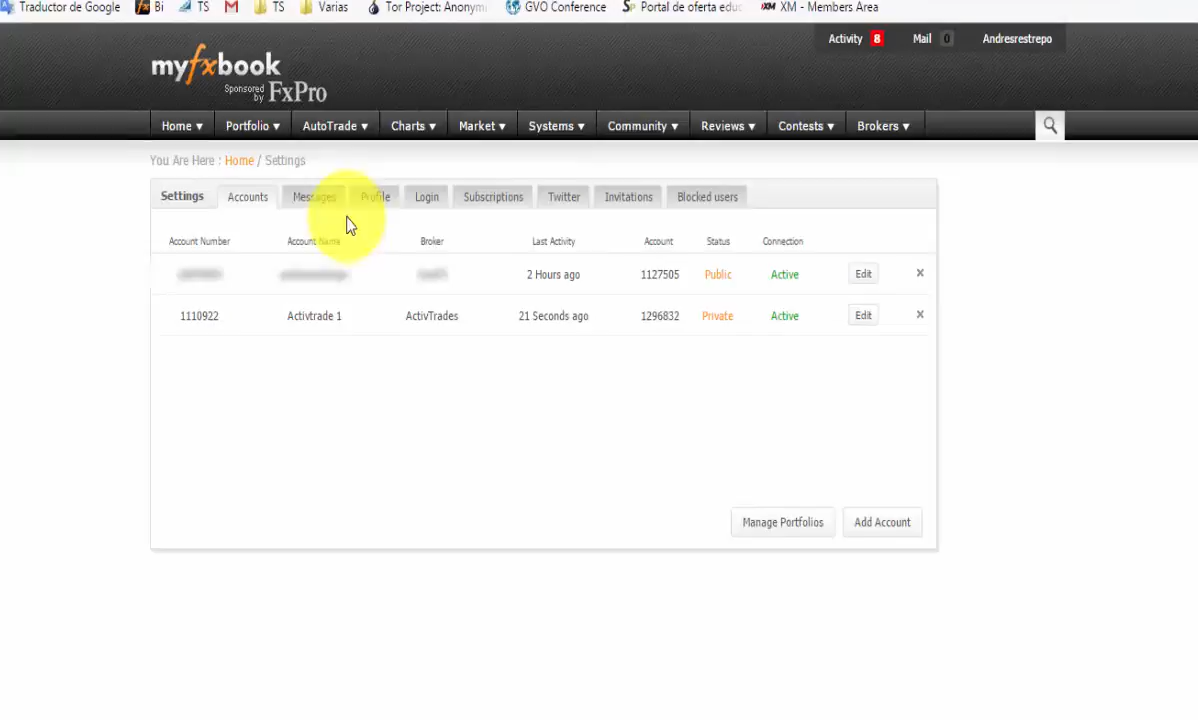 Traductor de Google Bi TS TS Varias Tor Project: Anonym GVO Conference Portal de oferta educ XM - Members Area
Activity 8 Mail 0 Andresrestrepo
myfxbook
Sponsored by FxPro
Home ▾ Portfolio ▾ AutoTrade ▾ Charts ▾ Market ▾ Systems ▾ Community ▾ Reviews ▾ Contests ▾ Brokers ▾
You Are Here : Home / Settings
Settings Accounts Messages Profile Login Subscriptions Twitter Invitations Blocked users
Account Number Account Name Broker Last Activity Account Status Connection
2 Hours ago 1127505 Public Active Edit
1110922 Activtrade 1 ActivTrades 21 Seconds ago 1296832 Private Active Edit
Manage Portfolios Add Account